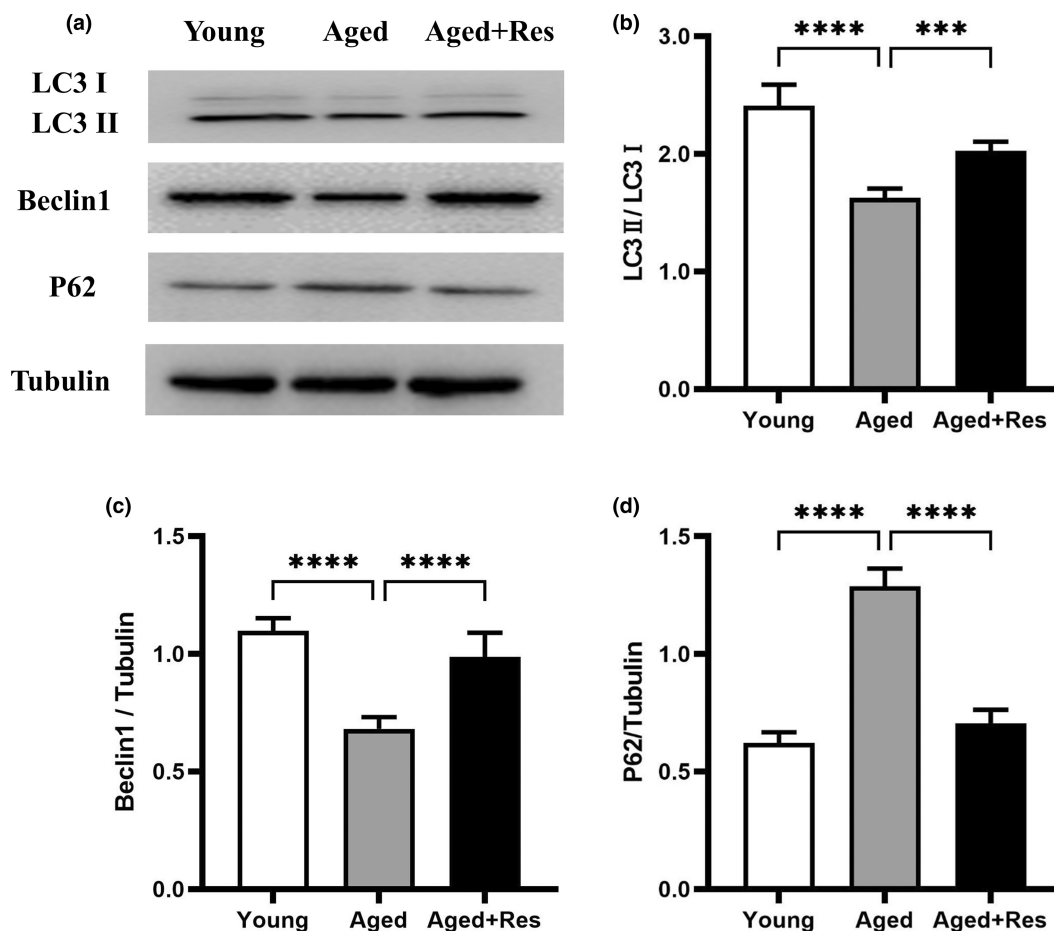 (a)
Young Aged Aged+Res
LC3 I
LC3 II
Beclin1
P62
Tubulin
(b)
**** ***
3.0
2.0
1.0
0.0
LC3 Ⅱ/ LC3 Ⅰ
Young Aged Aged+Res
(c)
**** ****
1.5
1.0
0.5
0.0
Beclin1 / Tubulin
Young Aged Aged+Res
(d)
**** ****
1.5
1.0
0.5
0.0
P62/Tubulin
Young Aged Aged+Res